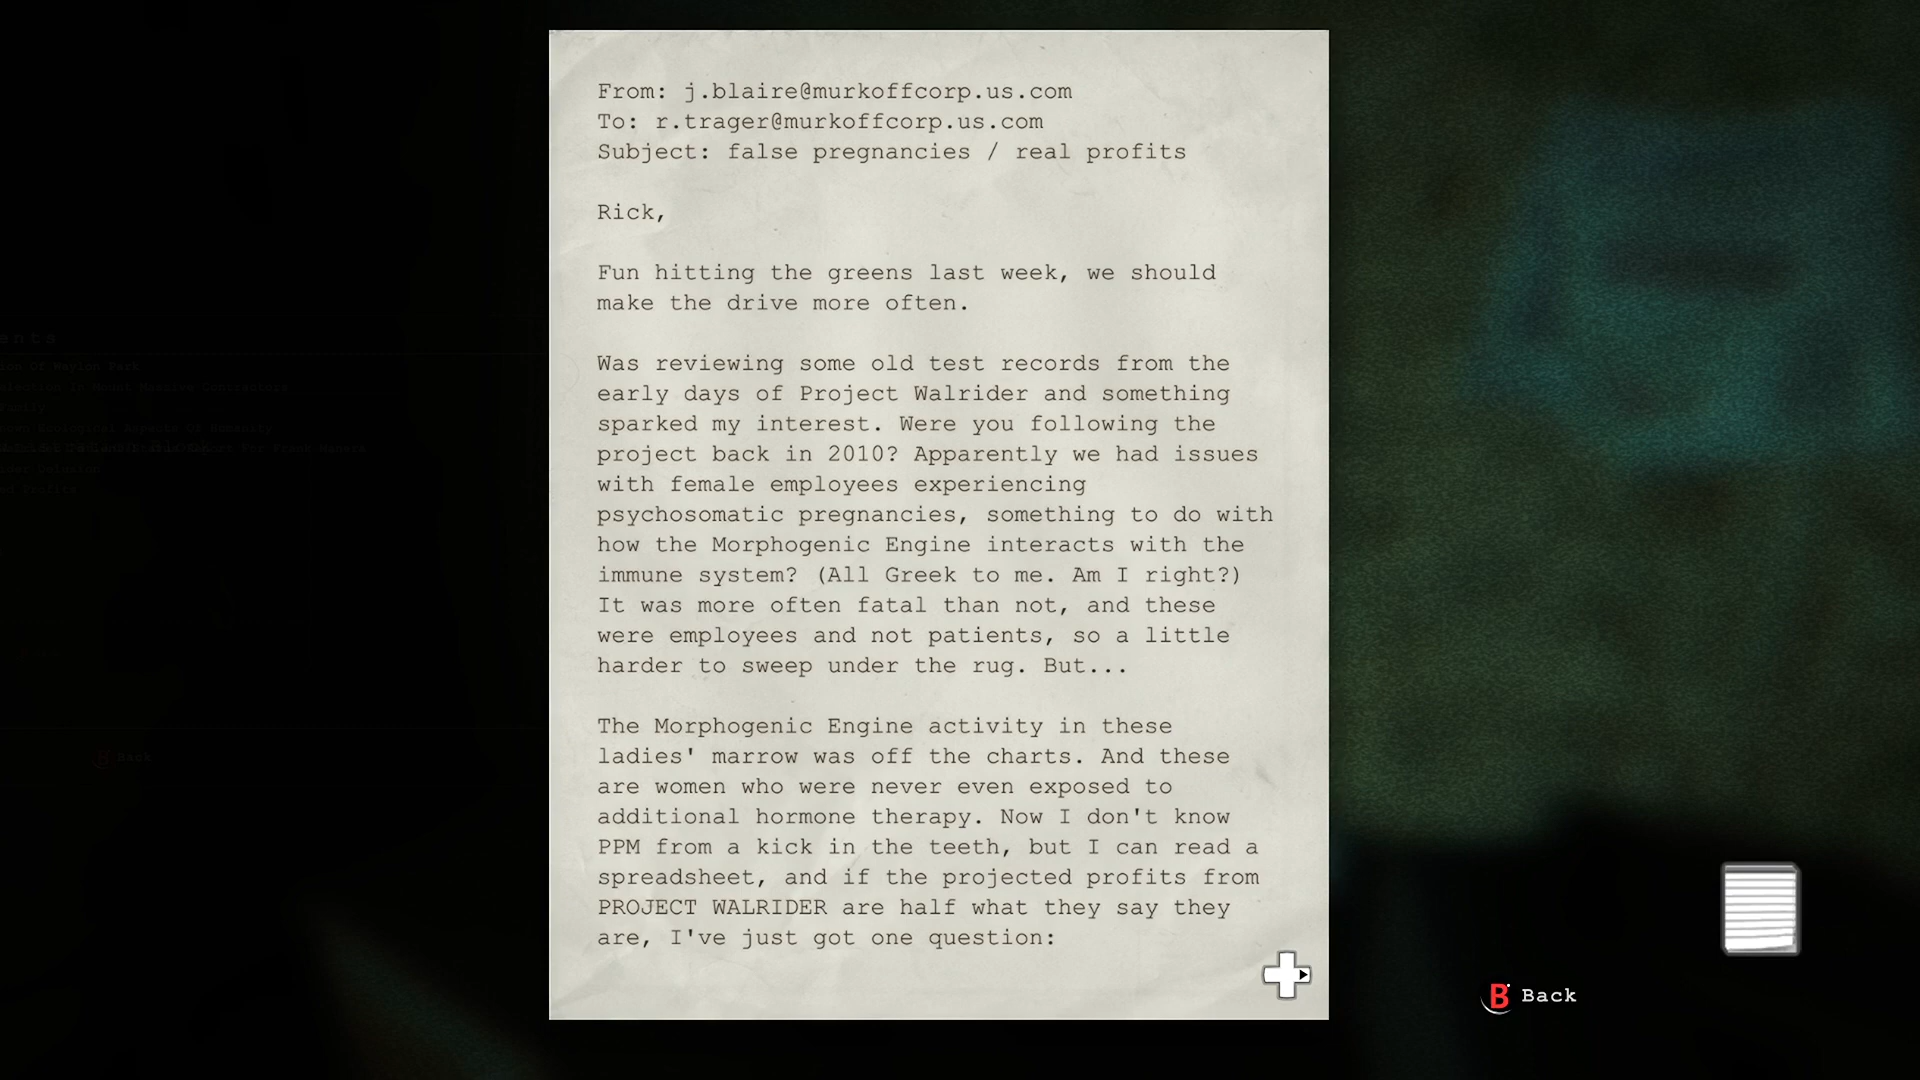 From: j.blaire@murkoffcorp.us.com
To: r.trager@murkoffcorp.us.com
Subject: false pregnancies / real profits
Rick,
Fun hitting the greens last week, we should
make the drive more often.
Was reviewing some old test records from the
early days of Project Walrider and something
sparked my interest. Were you following the
project back in 2010? Apparently we had issues
with female employees experiencing
psychosomatic pregnancies, something to do with
how the Morphogenic Engine interacts with the
immune system? (All Greek to me. Am I right?)
It was more often fatal than not, and these
were employees and not patients, so a little
harder to sweep under the rug. But...
The Morphogenic Engine activity in these
ladies' marrow was off the charts. And these
are women who were never even exposed to
additional hormone therapy. Now I don't know
PPM from a kick in the teeth, but I can read a
spreadsheet, and if the projected profits from
PROJECT WALRIDER are half what they say they
are, I've just got one question:
B Back
B Back